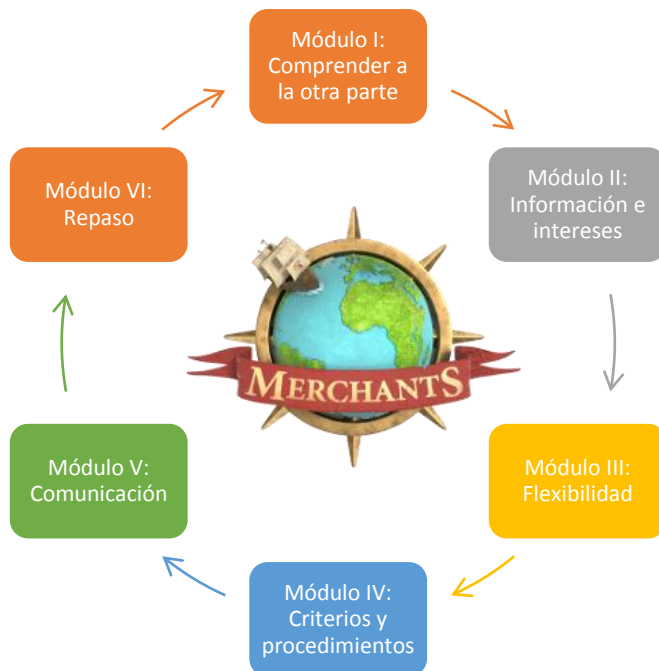 Módulo I:
Comprender a
la otra parte
Módulo II:
Información e
intereses
Módulo III:
Flexibilidad
Módulo IV:
Criterios y
procedimientos
Módulo V:
Comunicación
Módulo VI:
Repaso
MERCHANTS